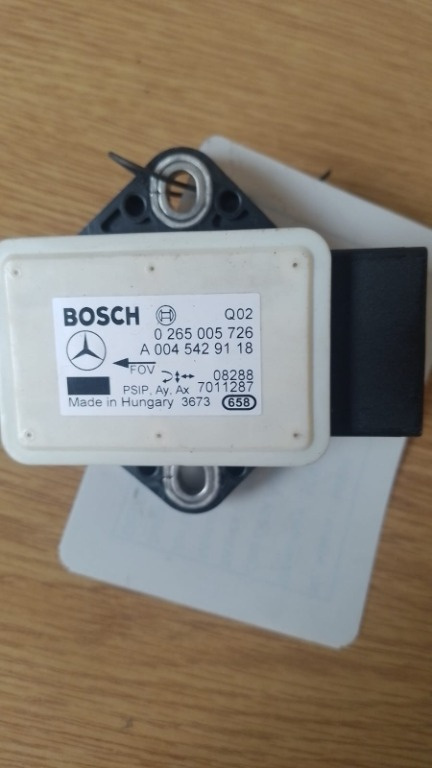 BOSCH Q02
0 265 005 726
A 004 542 91 18
FOV
08288
PSIP, Ay, Ax 7011287
Made in Hungary 3673 658